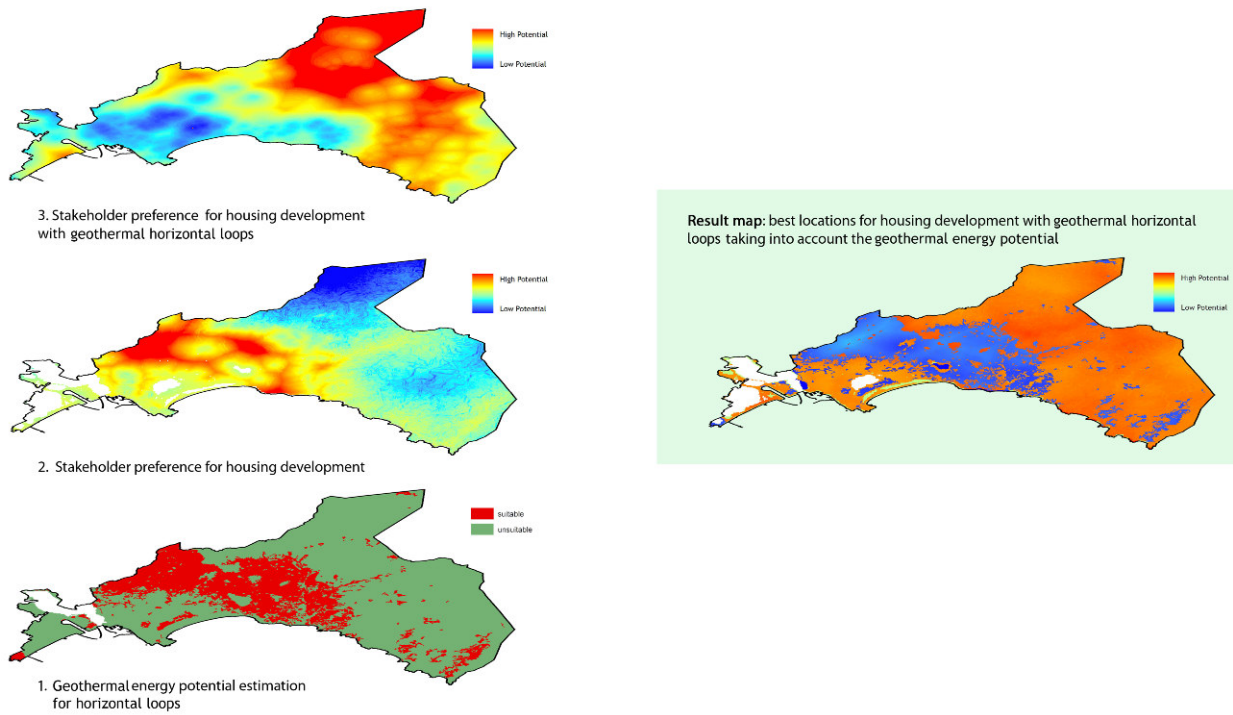 High Potential
Low Potential
3. Stakeholder preference for housing development
with geothermal horizontal loops
High Potential
Low Potential
2. Stakeholder preference for housing development
suitable
unsuitable
1. Geothermal energy potential estimation
for horizontal loops
Result map: best locations for housing development with geothermal horizontal
loops taking into account the geothermal energy potential
High Potential
Low Potential